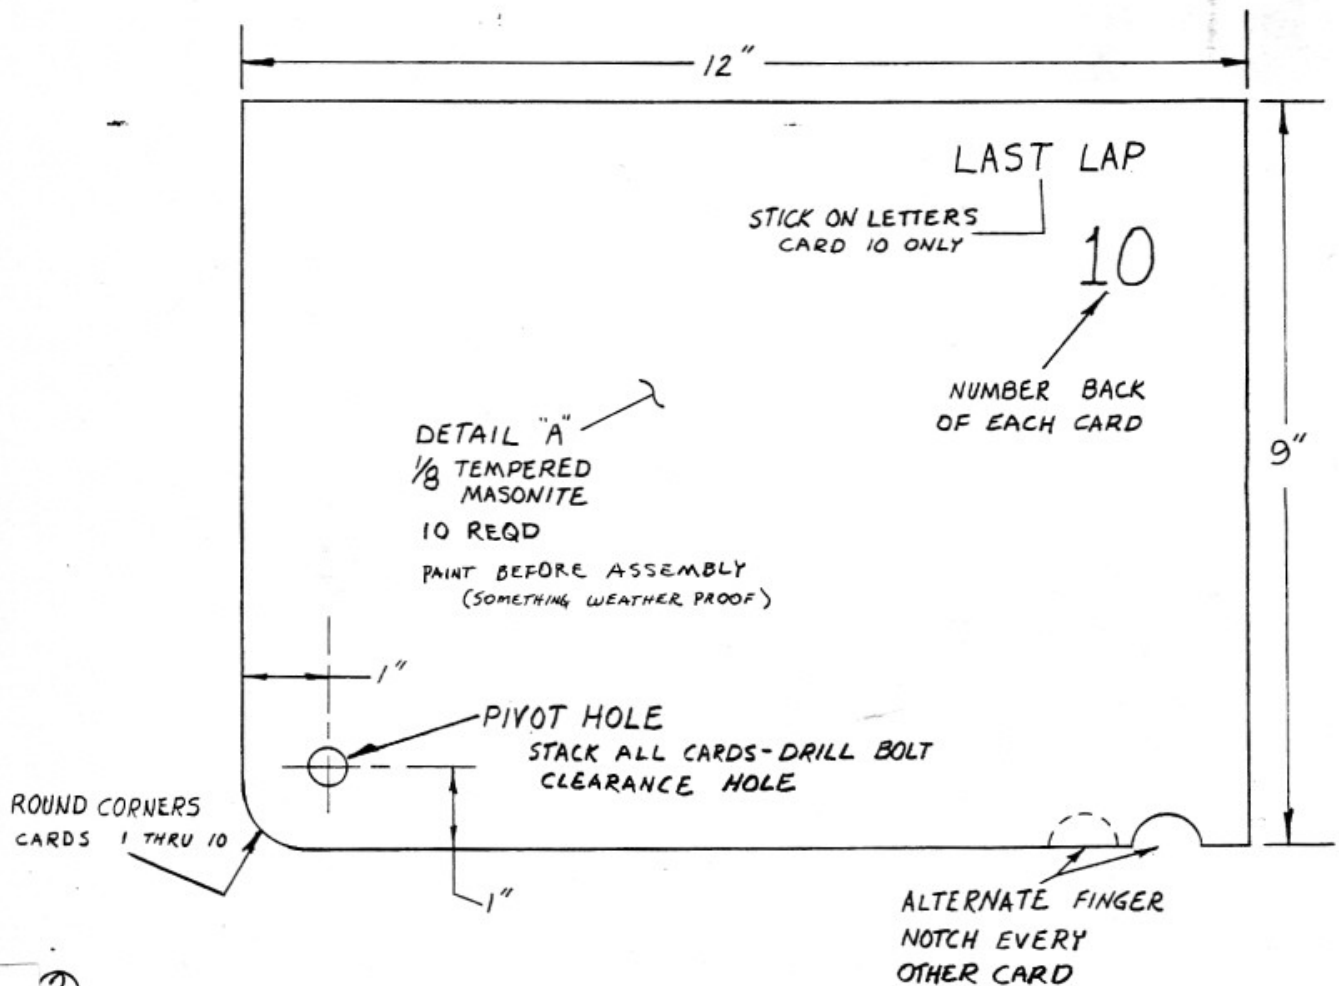 12"
LAST LAP
STICK ON LETTERS
CARD 10 ONLY
10
NUMBER BACK
OF EACH CARD
9"
DETAIL "A"
1/8 TEMPERED
MASONITE
10 REQD
PAINT BEFORE ASSEMBLY
(SOMETHING WEATHER PROOF)
1"
PIVOT HOLE
STACK ALL CARDS-DRILL BOLT
CLEARANCE HOLE
ROUND CORNERS
CARDS 1 THRU 10
1"
ALTERNATE FINGER
NOTCH EVERY
OTHER CARD